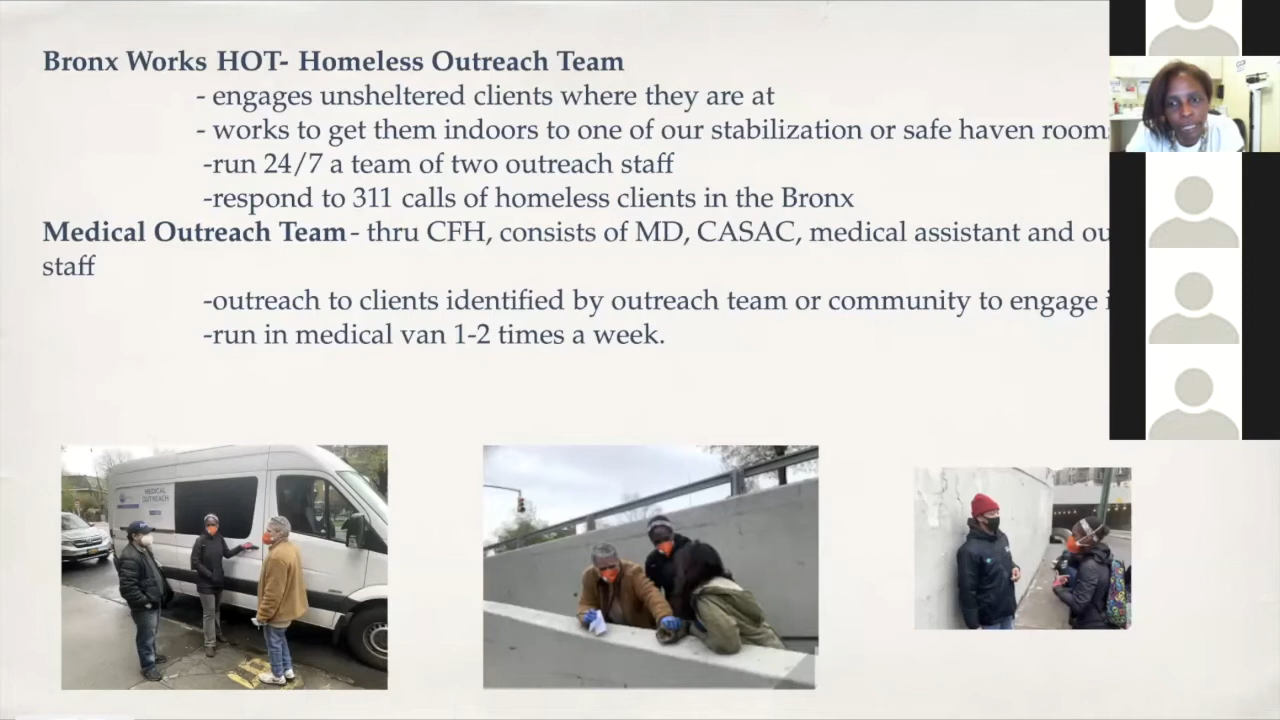 Bronx Works HOT- Homeless Outreach Team
- engages unsheltered clients where they are at
- works to get them indoors to one of our stabilization or safe haven room
-run 24/7 a team of two outreach staff
-respond to 311 calls of homeless clients in the Bronx
Medical Outreach Team- thru CFH, consists of MD, CASAC, medical assistant and ou
staff
-outreach to clients identified by outreach team or community to engage i
-run in medical van 1-2 times a week.
MEDICAL
OUTREACH